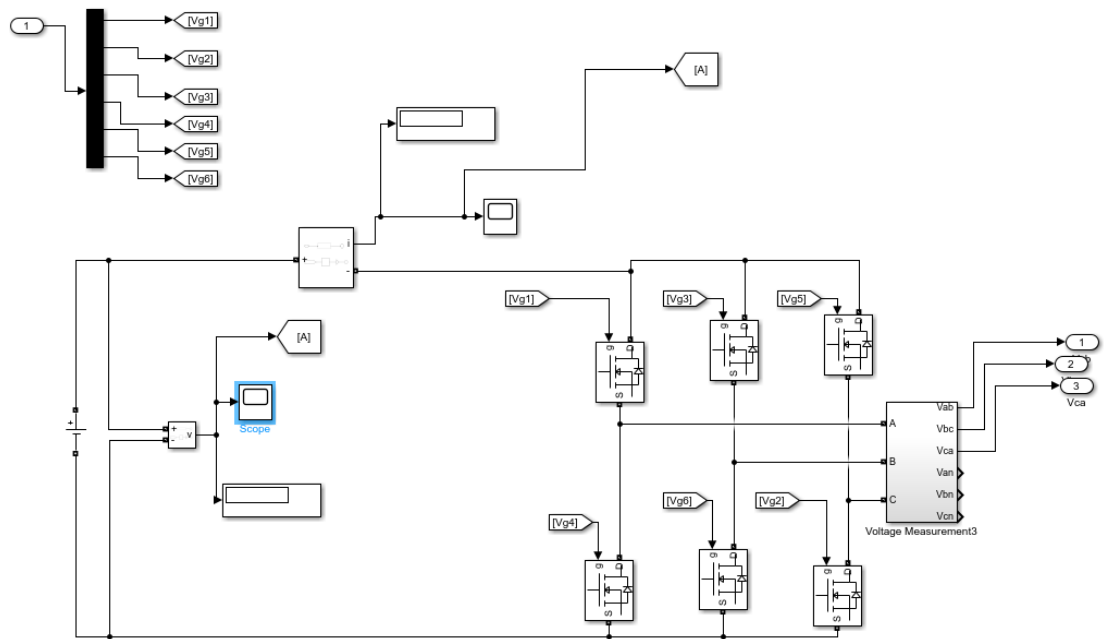 1
[Vg1]
[Vg2]
[Vg3]
[Vg4]
[Vg5]
[Vg6]
[A]
i
+
-
[Vg1]
[Vg3]
[Vg5]
g
D
S
g
D
S
g
D
S
[A]
Scope
+
+
-
v
1
2
3
Vca
Vab
Vbc
Vca
Van
Vbn
Vcn
A
B
C
Voltage Measurement3
[Vg4]
[Vg6]
[Vg2]
g
D
S
g
D
S
g
D
S